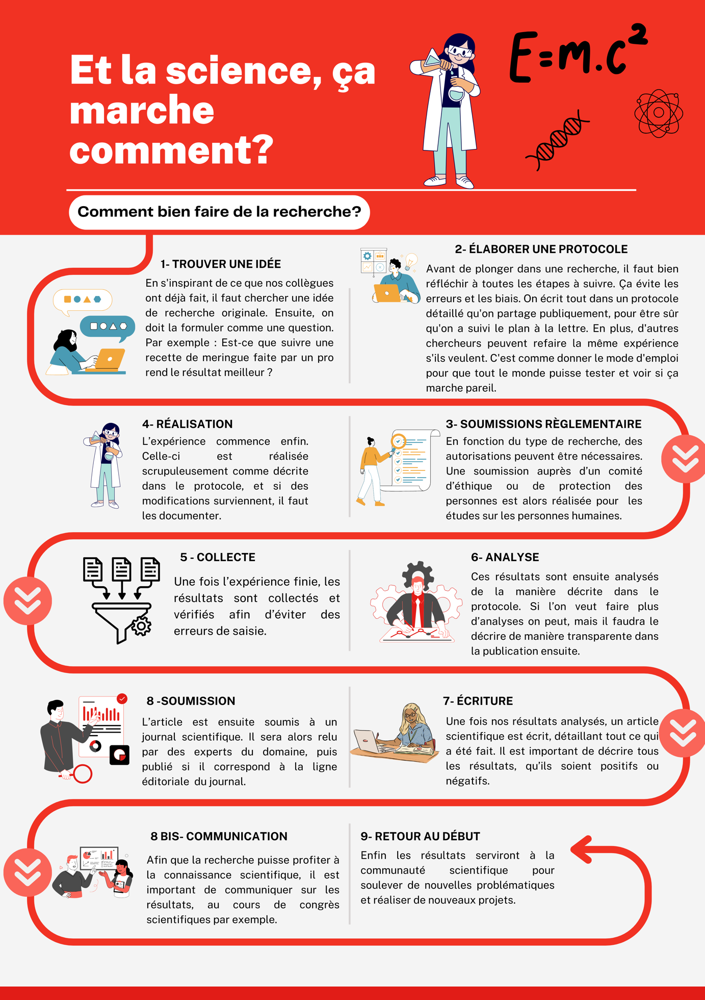 Et la science, ça
marche
comment?
E=m.c²
Comment bien faire de la recherche?
1- TROUVER UNE IDÉE
En s'inspirant de ce que nos collègues
ont déjà fait, il faut chercher une idée
de recherche originale. Ensuite, on
doit la formuler comme une question.
Par exemple : Est-ce que suivre une
recette de meringue faite par un pro
rend le résultat meilleur ?
2- ÉLABORER UNE PROTOCOLE
Avant de plonger dans une recherche, il faut bien
réfléchir à toutes les étapes à suivre. Ça évite les
erreurs et les biais. On écrit tout dans un protocole
détaillé qu'on partage publiquement, pour être sûr
qu'on a suivi le plan à la lettre. En plus, d'autres
chercheurs peuvent refaire la même expérience
s'ils veulent. C'est comme donner le mode d'emploi
pour que tout le monde puisse tester et voir si ça
marche pareil.
3- SOUMISSIONS RÈGLEMENTAIRE
En fonction du type de recherche, des
autorisations peuvent être nécessaires.
Une soumission auprès d’un comité
d’éthique ou de protection des
personnes est alors réalisée pour les
études sur les personnes humaines.
4- RÉALISATION
L’expérience commence enfin.
Celle-ci est réalisée
scrupuleusement comme décrite
dans le protocole, et si des
modifications surviennent, il faut
les documenter.
5 - COLLECTE
Une fois l’expérience finie, les
résultats sont collectés et
vérifiés afin d’éviter des
erreurs de saisie.
6- ANALYSE
Ces résultats sont ensuite analysés
de la manière décrite dans le
protocole. Si l’on veut faire plus
d’analyses on peut, mais il faudra le
décrire de manière transparente dans
la publication ensuite.
7- ÉCRITURE
Une fois nos résultats analysés, un article
scientifique est écrit, détaillant tout ce qui
a été fait. Il est important de décrire tous
les résultats, qu’ils soient positifs ou
négatifs.
8 -SOUMISSION
L’article est ensuite soumis à un
journal scientifique. Il sera alors relu
par des experts du domaine, puis
publié si il correspond à la ligne
éditoriale du journal.
8 BIS- COMMUNICATION
Afin que la recherche puisse profiter à
la connaissance scientifique, il est
important de communiquer sur les
résultats, au cours de congrès
scientifiques par exemple.
9- RETOUR AU DÉBUT
Enfin les résultats serviront à la
communauté scientifique pour
soulever de nouvelles problématiques
et réaliser de nouveaux projets.